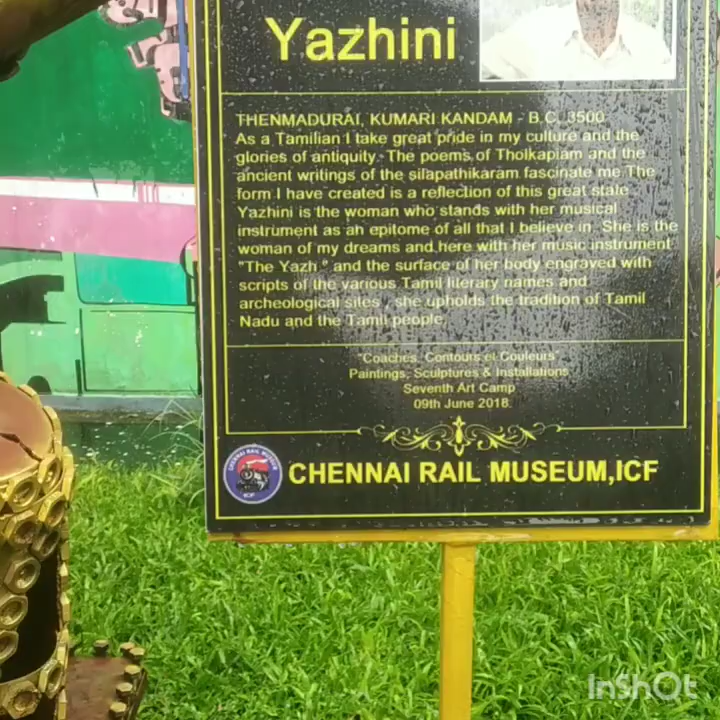 Yazhini
THENMADURAI, KUMARI KANDAM - B.C. 3500
As a Tamilian I take great pride in my culture and the
glories of antiquity. The poems of Tholkapiam and the
ancient writings of the silapathikaram fascinate me The
form I have created is a reflection of this great state
Yazhini is the woman who stands with her musical
instrument as an epitome of all that I believe in. She is the
woman of my dreams and here with her music instrument
"The Yazh " and the surface of her body engraved with
scripts of the various Tamil literary names and
archeological sites , she upholds the tradition of Tamil
Nadu and the Tamil people.
"Coaches, Contours et Couleurs"
Paintings, Sculptures & Installations
Seventh Art Camp
09th June 2018.
CHENNAI RAIL MUSEUM
ICF
CHENNAI RAIL MUSEUM,ICF
InShOt